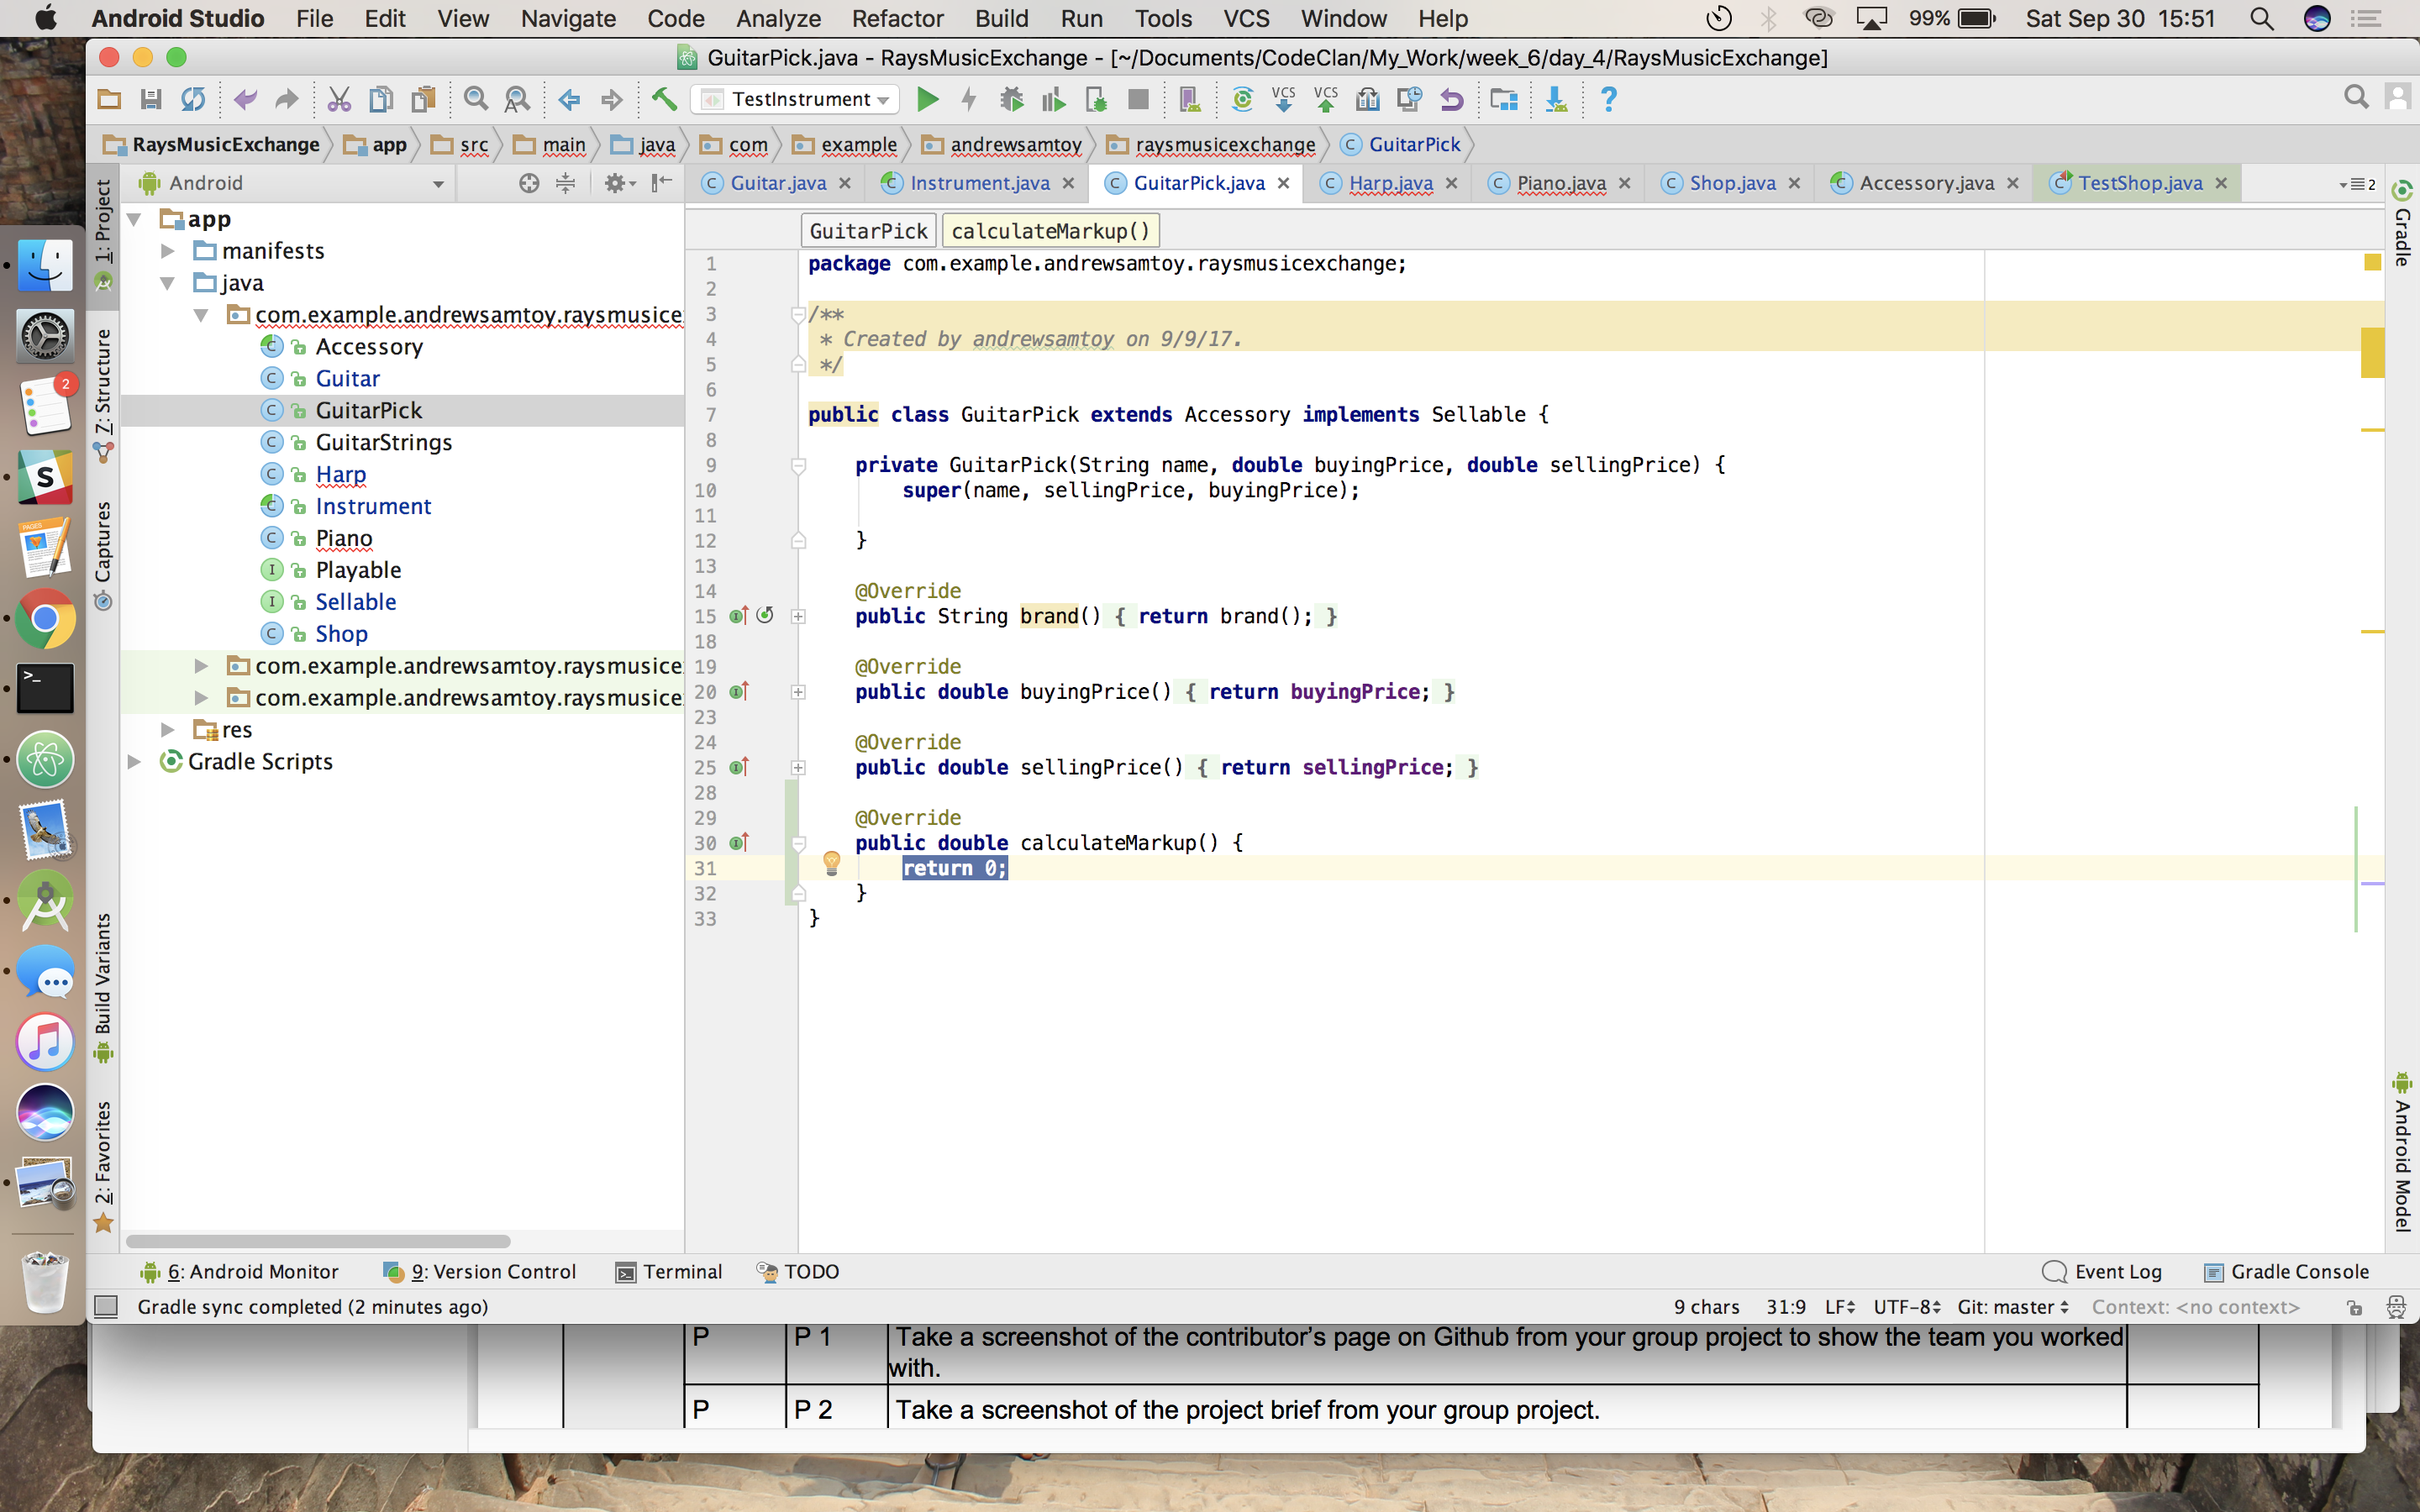 Android Studio File Edit View Navigate Code Analyze Refactor Build Run Tools VCS Window Help 99% Sat Sep 30 15:51
GuitarPick.java - RaysMusicExchange - [~/Documents/CodeClan/My_Work/week_6/day_4/RaysMusicExchange]
TestInstrument VCS VCS ?
RaysMusicExchange app src main java com example andrewsamtoy raysmusicexchange GuitarPick
Android Guitar.java Instrument.java GuitarPick.java Harp.java Piano.java Shop.java Accessory.java TestShop.java 2
1: Project
7: Structure
Captures
Build Variants
2: Favorites
app
manifests
java
com.example.andrewsamtoy.raysmusice
Accessory
Guitar
GuitarPick
GuitarStrings
Harp
Instrument
Piano
Playable
Sellable
Shop
com.example.andrewsamtoy.raysmusice
com.example.andrewsamtoy.raysmusice
res
Gradle Scripts
GuitarPick calculateMarkup()
1 package com.example.andrewsamtoy.raysmusicexchange;
2
3 /**
4 * Created by andrewsamtoy on 9/9/17.
5 */
6
7 public class GuitarPick extends Accessory implements Sellable {
8
9 private GuitarPick(String name, double buyingPrice, double sellingPrice) {
10 super(name, sellingPrice, buyingPrice);
11
12 }
13
14 @Override
15 public String brand() { return brand(); }
18
19 @Override
20 public double buyingPrice() { return buyingPrice; }
23
24 @Override
25 public double sellingPrice() { return sellingPrice; }
28
29 @Override
30 public double calculateMarkup() {
31 return 0;
32 }
33 }
Gradle
Android Model
6: Android Monitor 9: Version Control Terminal TODO Event Log Gradle Console
Gradle sync completed (2 minutes ago) 9 chars 31:9 LF UTF-8 Git: master Context: <no context>
P P 1 Take a screenshot of the contributor's page on Github from your group project to show the team you worked
with.
P P 2 Take a screenshot of the project brief from your group project.
2
S
PAGES
>_